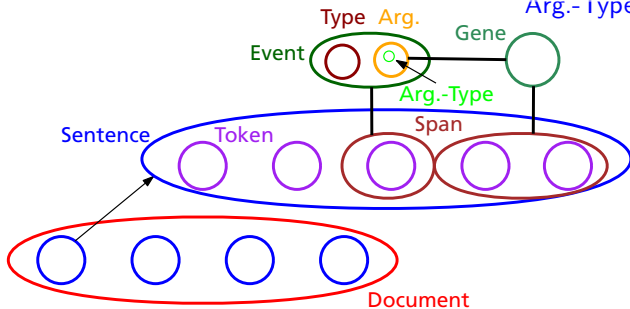 Arg.-Type
Type Arg.
Gene
Event
Arg.-Type
Span
Sentence
Token
Document